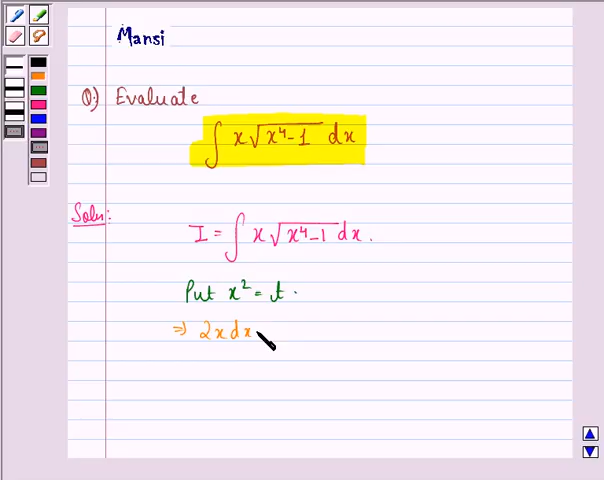 Mansi
Q.) Evaluate
∫ x√(x⁴-1) dx
Soln:
I = ∫ x√(x⁴-1) dx.
Put x² = t.
⇒ 2x dx